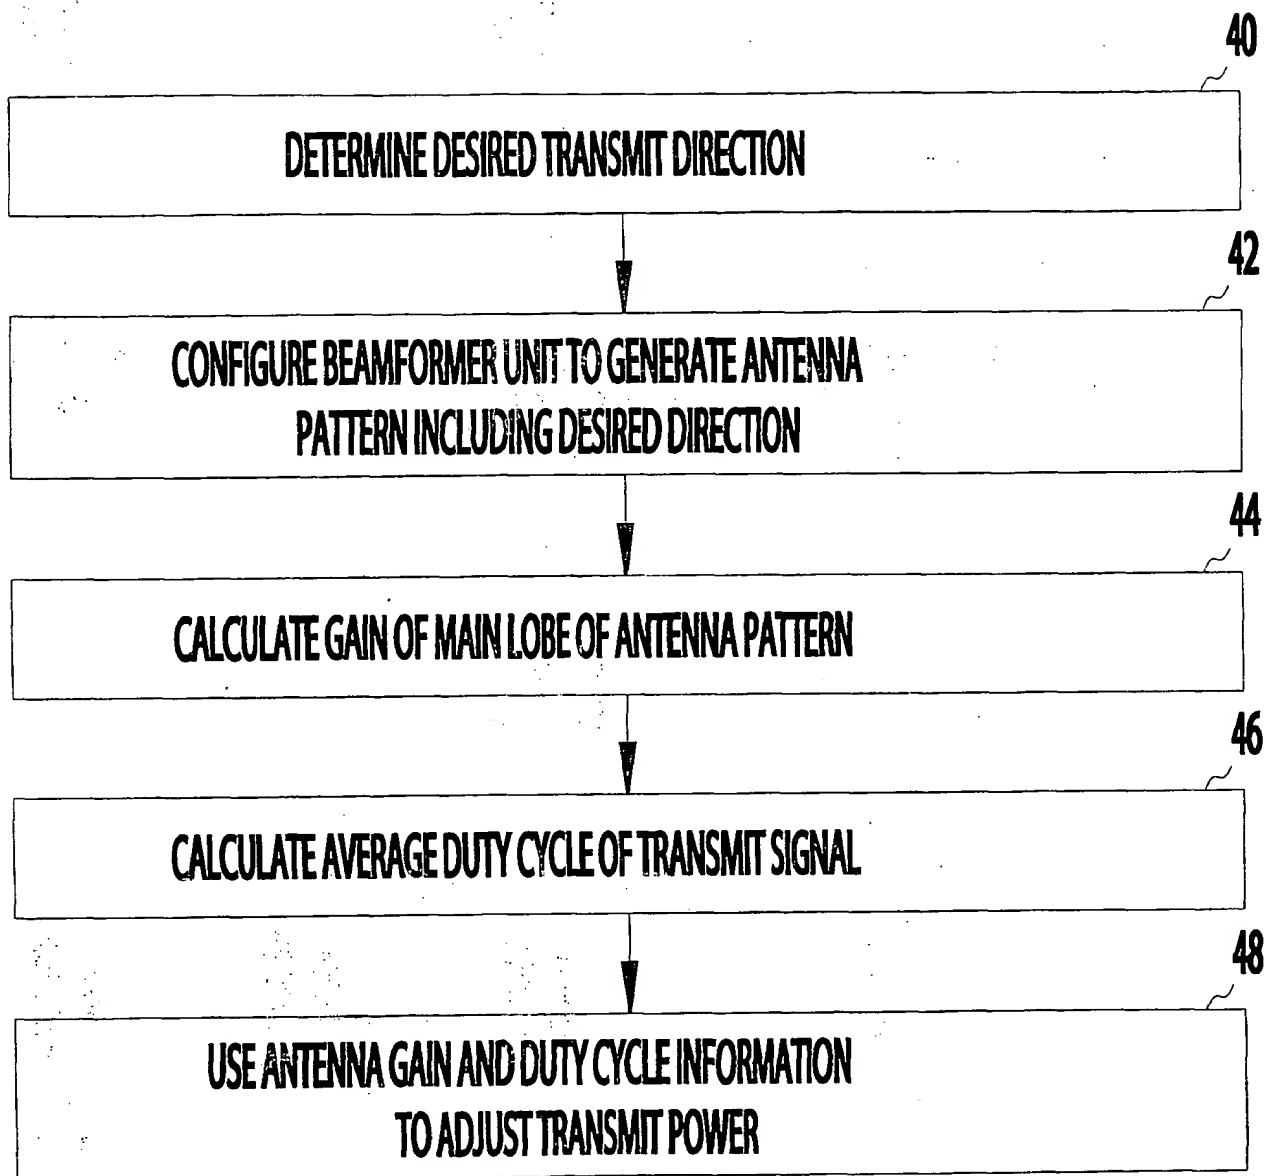 40
DETERMINE DESIRED TRANSMIT DIRECTION
42
CONFIGURE BEAMFORMER UNIT TO GENERATE ANTENNA
PATTERN INCLUDING DESIRED DIRECTION
44
CALCULATE GAIN OF MAIN LOBE OF ANTENNA PATTERN
46
CALCULATE AVERAGE DUTY CYCLE OF TRANSMIT SIGNAL
48
USE ANTENNA GAIN AND DUTY CYCLE INFORMATION
TO ADJUST TRANSMIT POWER